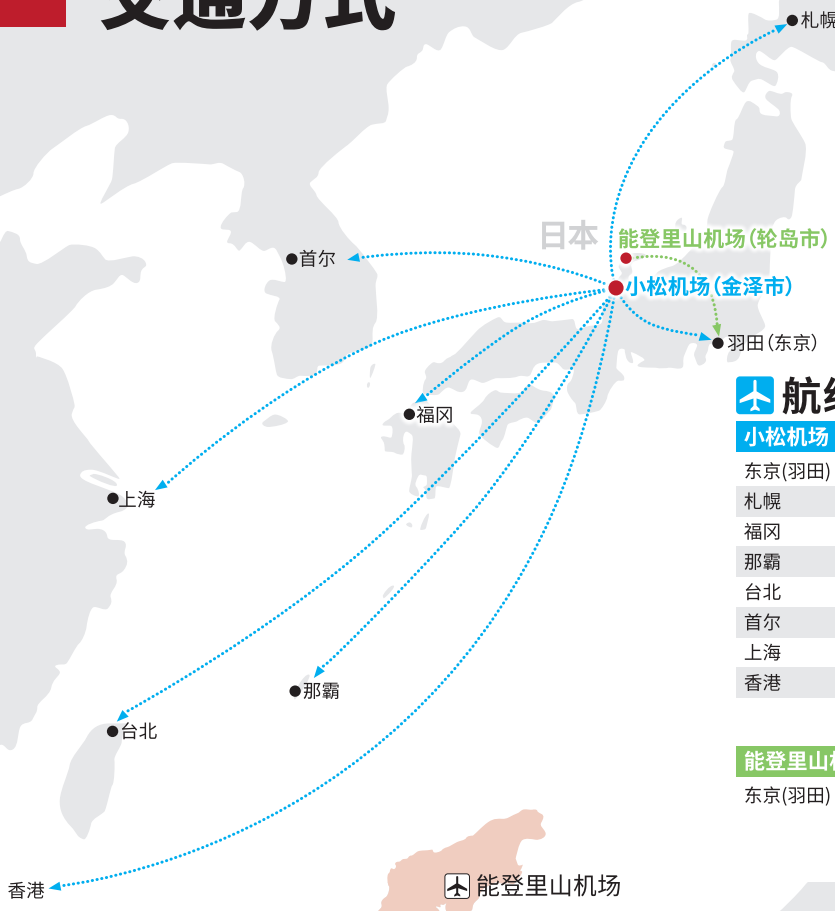 交通方式
札幌
日本
能登里山机场（轮岛市）
首尔
小松机场（金泽市）
羽田（东京）
福冈
航线
小松机场
东京(羽田)
札幌
福冈
那霸
台北
首尔
上海
香港
上海
那霸
台北
能登里山机
东京(羽田)
香港
能登里山机场